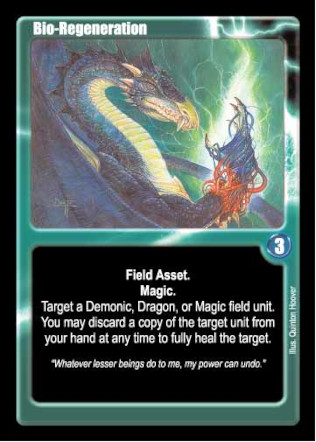 Bio-Regeneration
3
Field Asset.
Magic.
Target a Demonic, Dragon, or Magic field unit.
You may discard a copy of the target unit from
your hand at any time to fully heal the target.
"Whatever lesser beings do to me, my power can undo."
Illus. Quinton Hoover